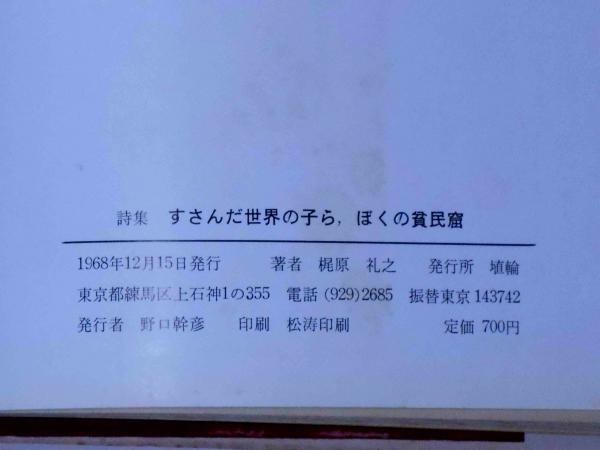 詩集　すさんだ世界の子ら，ぼくの貧民窟
1968年12月15日発行　著者　梶原　礼之　発行所　埴輪
東京都練馬区上石神1の355　電話 (929)2685　振替東京 143742
発行者　野口幹彦　印刷　松涛印刷　定価 700円